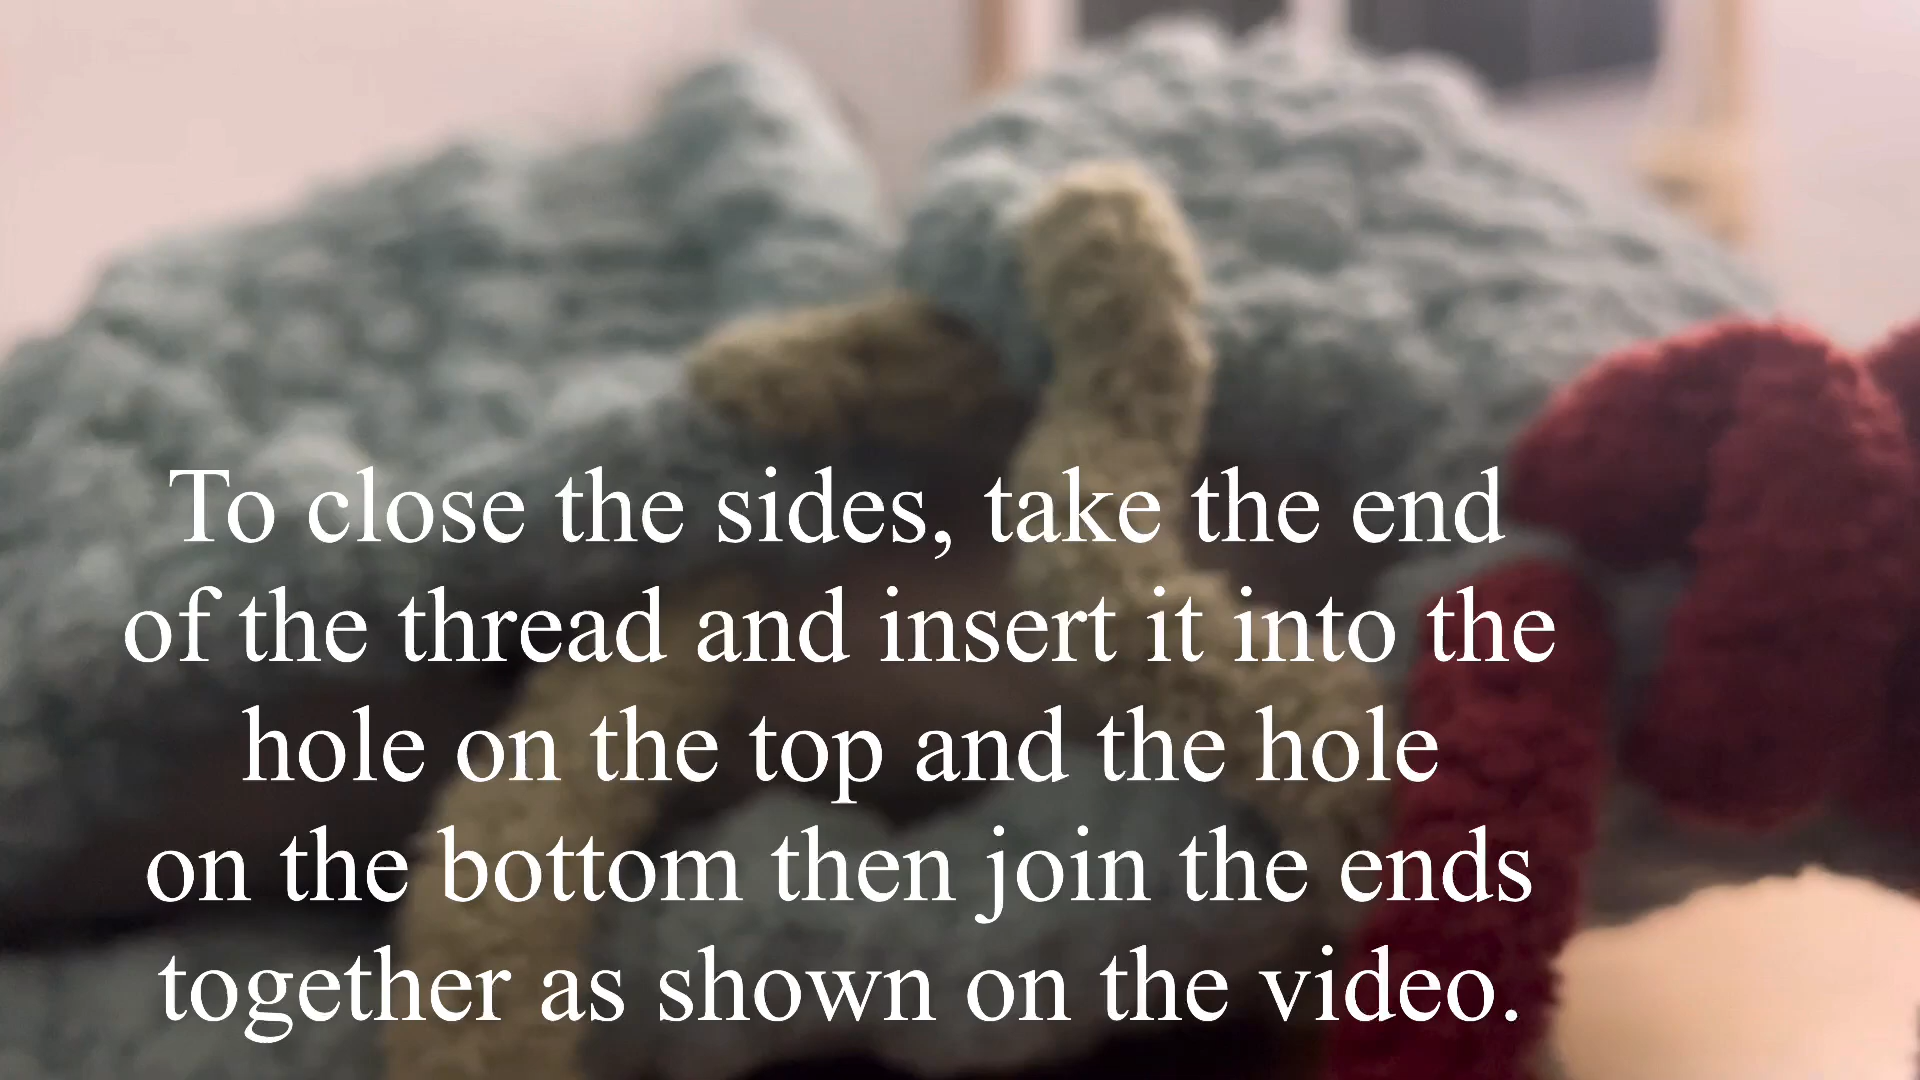 To close the sides, take the end
of the thread and insert it into the
hole on the top and the hole
on the bottom then join the ends
together as shown on the video.